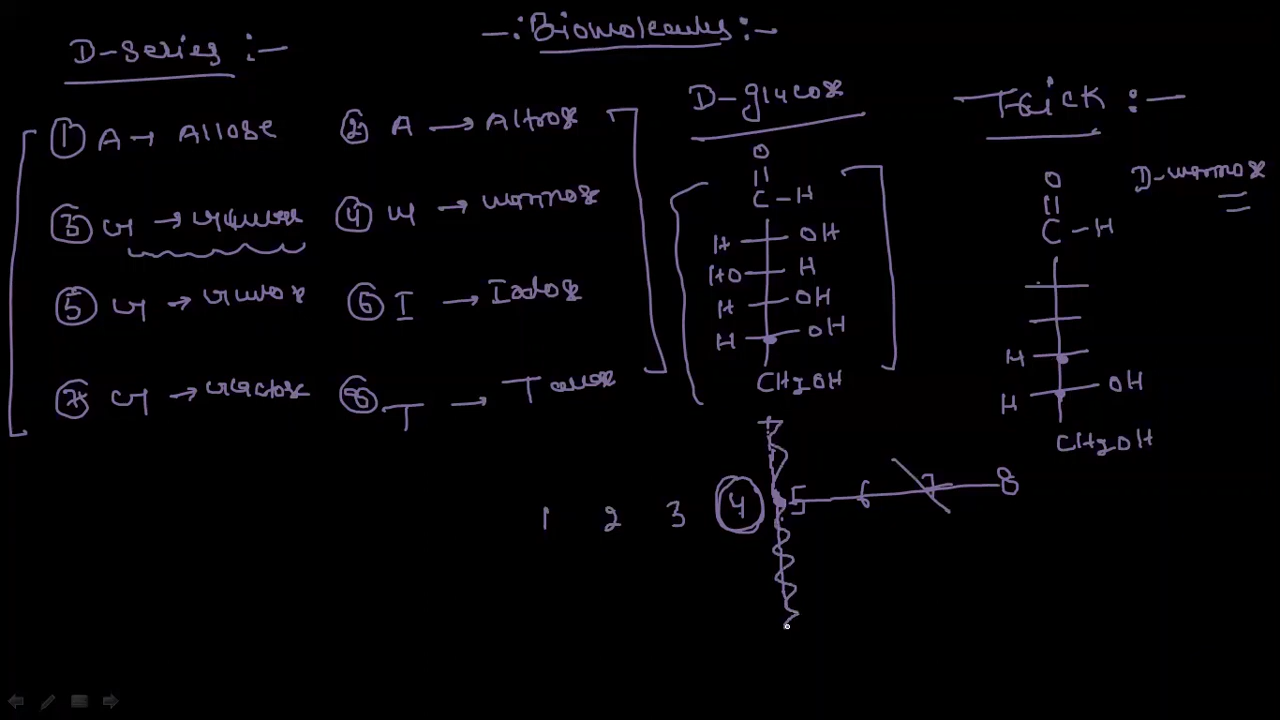 -: Biomolecules :-
D-Series :-
① A → Allose ② A → Altrose
③ G → Glucose ④ M → Mannose
⑤ G → Gulose ⑥ I → Iodose
⑦ G → Galactose ⑧ T → Talose
D-glucose
O
C-H
H OH
HO H
H OH
H OH
CH2OH
Trick :-
D-Mannose
O
C-H
H
H OH
CH2OH
1 2 3 ④ 5 6 7 8